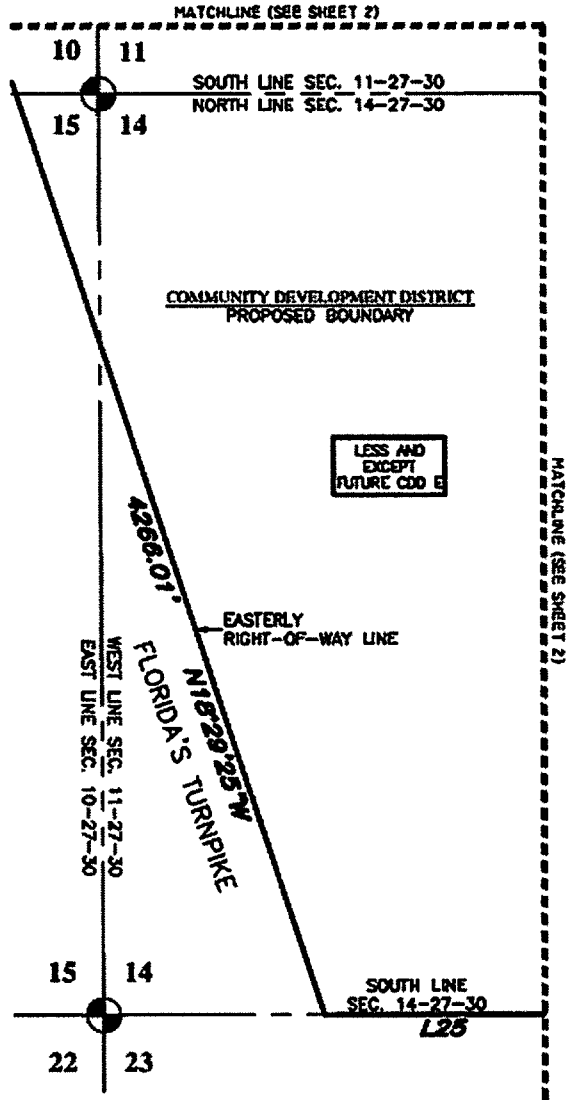 MATCHLINE (SEE SHEET 2)
10 11
SOUTH LINE SEC. 11-27-30
NORTH LINE SEC. 14-27-30
15 14
COMMUNITY DEVELOPMENT DISTRICT
PROPOSED BOUNDARY
LESS AND
EXCEPT
FUTURE CDD E
MATCHLINE (SEE SHEET 2)
4266.01'
EASTERLY
RIGHT-OF-WAY LINE
N18°29'25"W
FLORIDA'S TURNPIKE
WEST LINE SEC. 11-27-30
EAST LINE SEC. 10-27-30
15 14
SOUTH LINE
SEC. 14-27-30
L25
22 23